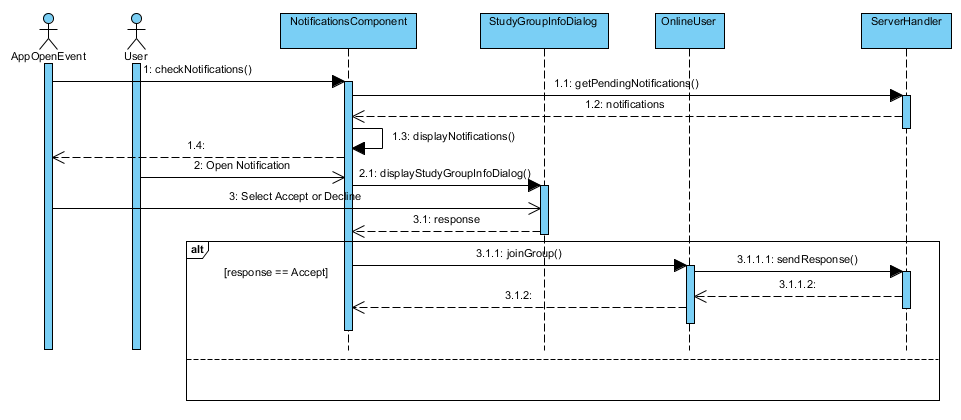 NotificationsComponent
StudyGroupInfoDialog
OnlineUser
ServerHandler
AppOpenEvent
User
1: checkNotifications()
1.1: getPendingNotifications()
1.2: notifications
1.3: displayNotifications()
1.4:
2: Open Notification
2.1: displayStudyGroupInfoDialog()
3: Select Accept or Decline
3.1: response
alt
3.1.1: joinGroup()
3.1.1.1: sendResponse()
[response == Accept]
3.1.1.2:
3.1.2: